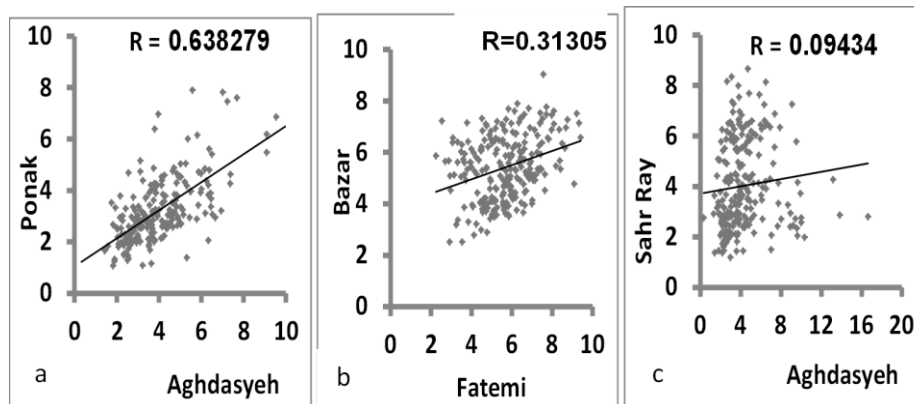 R = 0.638279
10
8
6
4
2
0
Ponak
0 2 4 6 8 10
a
Aghdasyeh
R=0.31305
10
8
6
4
2
0
Bazar
0 2 4 6 8 10
b
Fatemi
R = 0.09434
10
8
6
4
2
0
Sahr Ray
0 4 8 12 16 20
c
Aghdasyeh